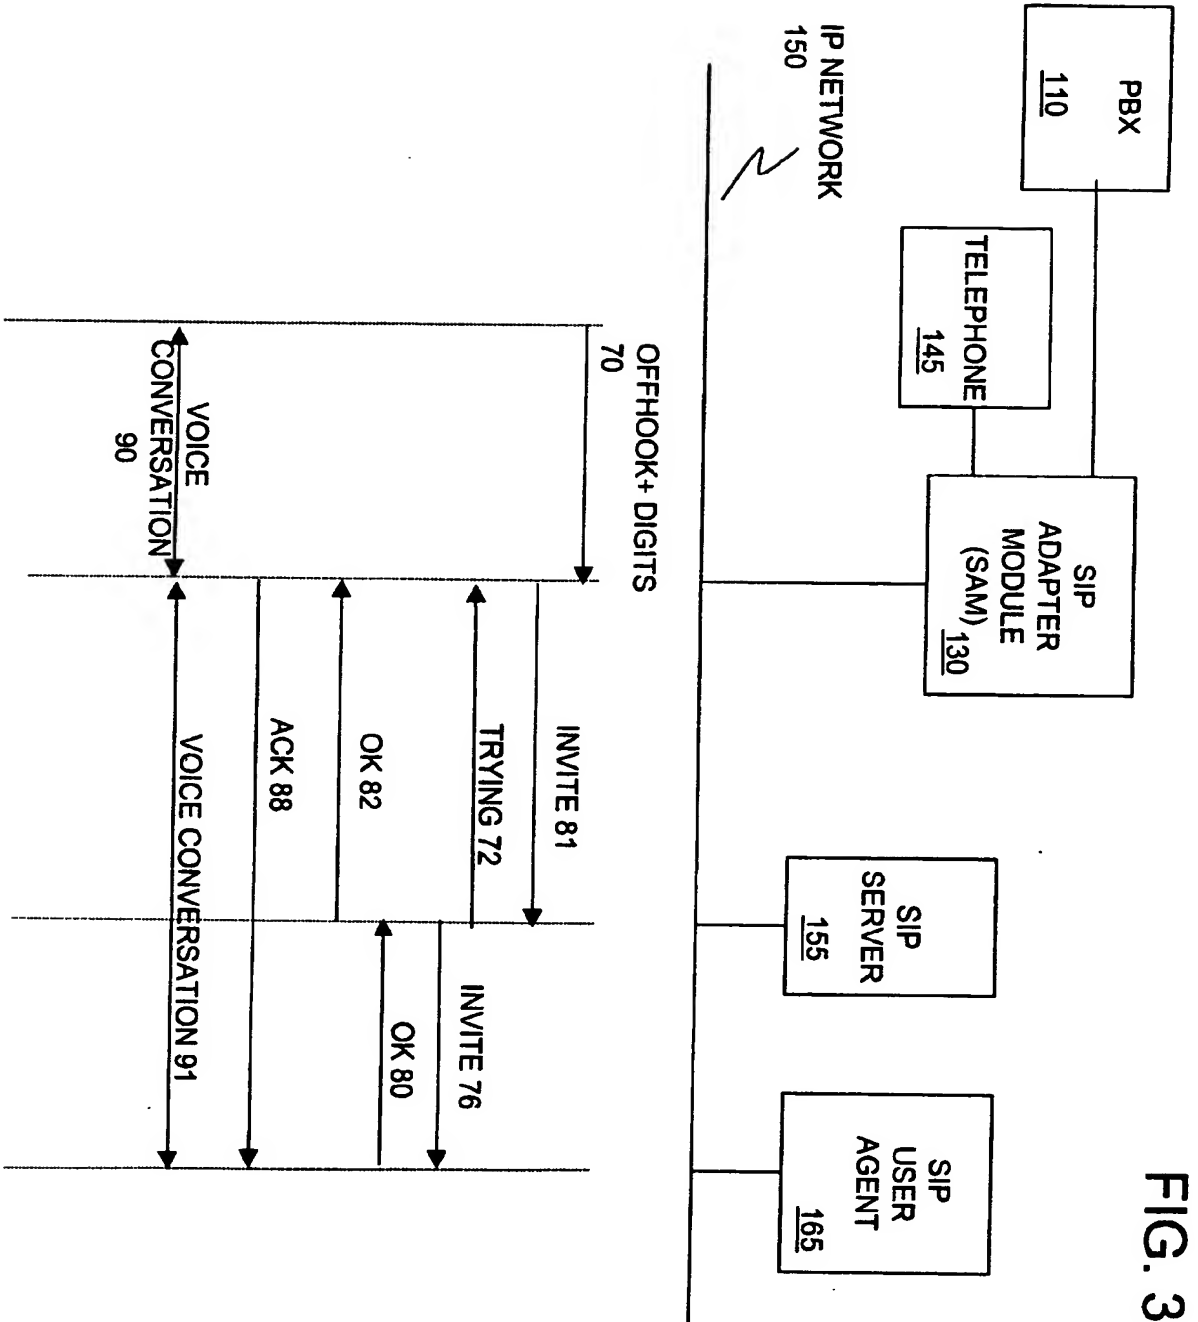 FIG. 3
PBX
110
TELEPHONE
145
SIP
ADAPTER
MODULE
(SAM)
130
SIP
SERVER
155
SIP
USER
AGENT
165
IP NETWORK
150
OFFHOOK+ DIGITS
70
INVITE 81
TRYING 72
INVITE 76
OK 80
OK 82
ACK 88
VOICE
CONVERSATION
90
VOICE CONVERSATION 91